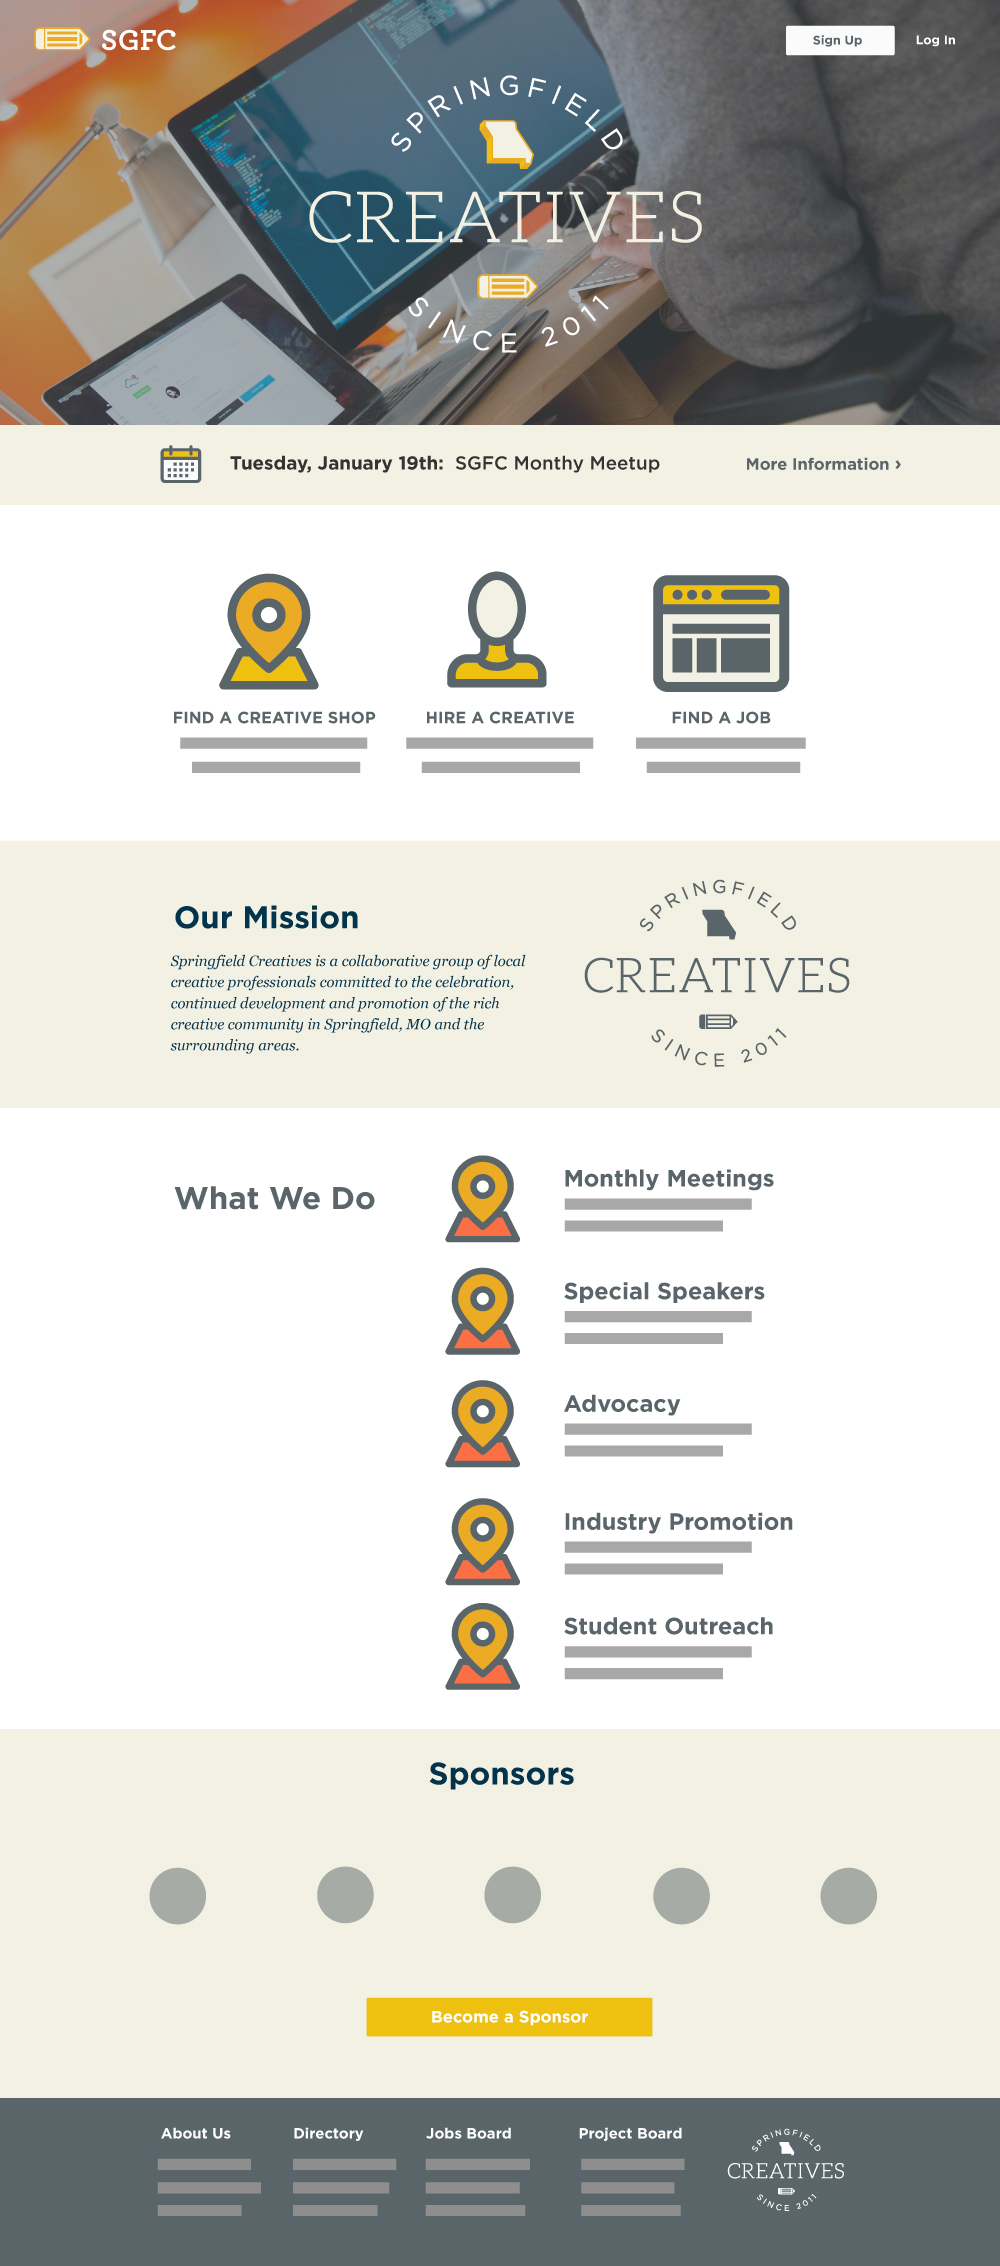 SGFC
Sign Up
Log In
SPRINGFIELD
CREATIVES
SINCE 2011
Tuesday, January 19th: SGFC Monthy Meetup
More Information ›
FIND A CREATIVE SHOP
HIRE A CREATIVE
FIND A JOB
Our Mission
Springfield Creatives is a collaborative group of local
creative professionals committed to the celebration,
continued development and promotion of the rich
creative community in Springfield, MO and the
surrounding areas.
SPRINGFIELD
CREATIVES
SINCE 2011
What We Do
Monthly Meetings
Special Speakers
Advocacy
Industry Promotion
Student Outreach
Sponsors
Become a Sponsor
About Us
Directory
Jobs Board
Project Board
SPRINGFIELD
CREATIVES
SINCE 2011